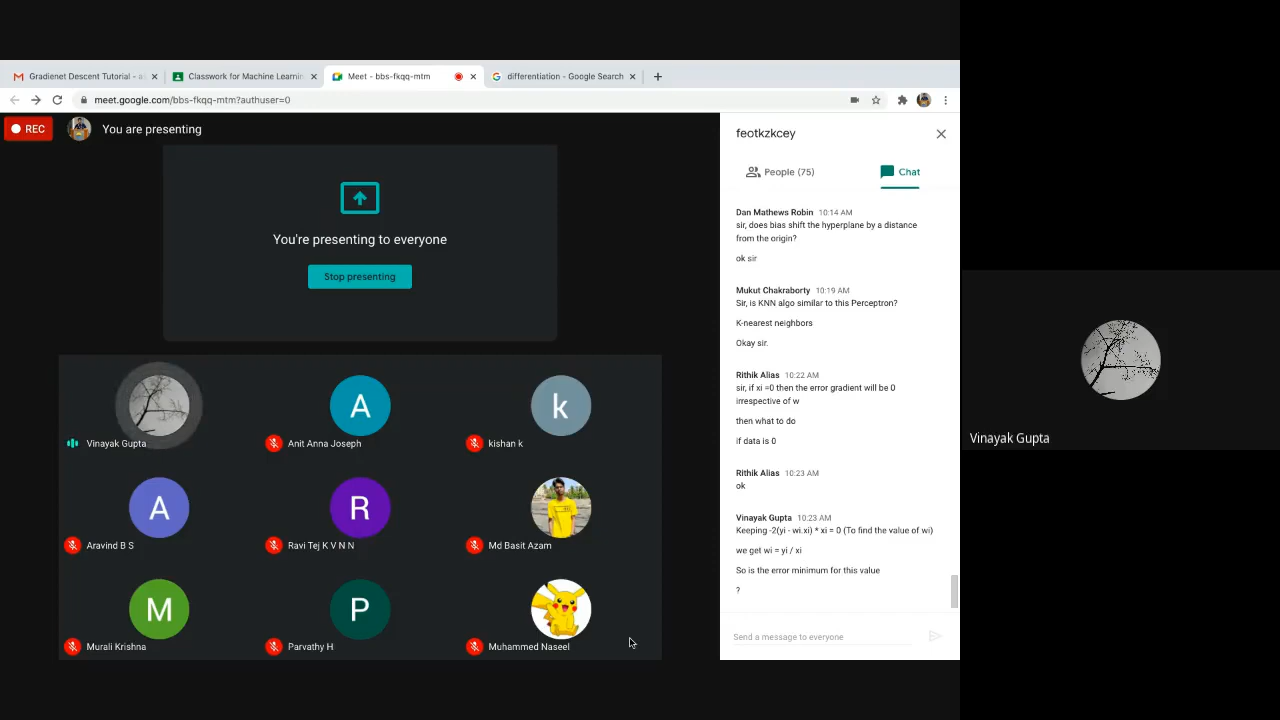 Gradienet Descent Tutorial - a
Classwork for Machine Learnin
Meet - bbs-fkqq-mtm
differentiation - Google Search
meet.google.com/bbs-fkqq-mtm?authuser=0
REC
You are presenting
You're presenting to everyone
Stop presenting
Vinayak Gupta
A
Anit Anna Joseph
k
kishan k
A
Aravind B S
R
Ravi Tej K V N N
Md Basit Azam
M
Murali Krishna
P
Parvathy H
Muhammed Naseel
feotkzkcey
People (75)
Chat
Dan Mathews Robin 10:14 AM
sir, does bias shift the hyperplane by a distance
from the origin?
ok sir
Mukut Chakraborty 10:19 AM
Sir, is KNN algo similar to this Perceptron?
K-nearest neighbors
Okay sir.
Rithik Alias 10:22 AM
sir, if xi =0 then the error gradient will be 0
irrespective of w
then what to do
if data is 0
Rithik Alias 10:23 AM
ok
Vinayak Gupta 10:23 AM
Keeping -2(yi - wi.xi) * xi = 0 (To find the value of wi)
we get wi = yi / xi
So is the error minimum for this value
?
Send a message to everyone
Vinayak Gupta